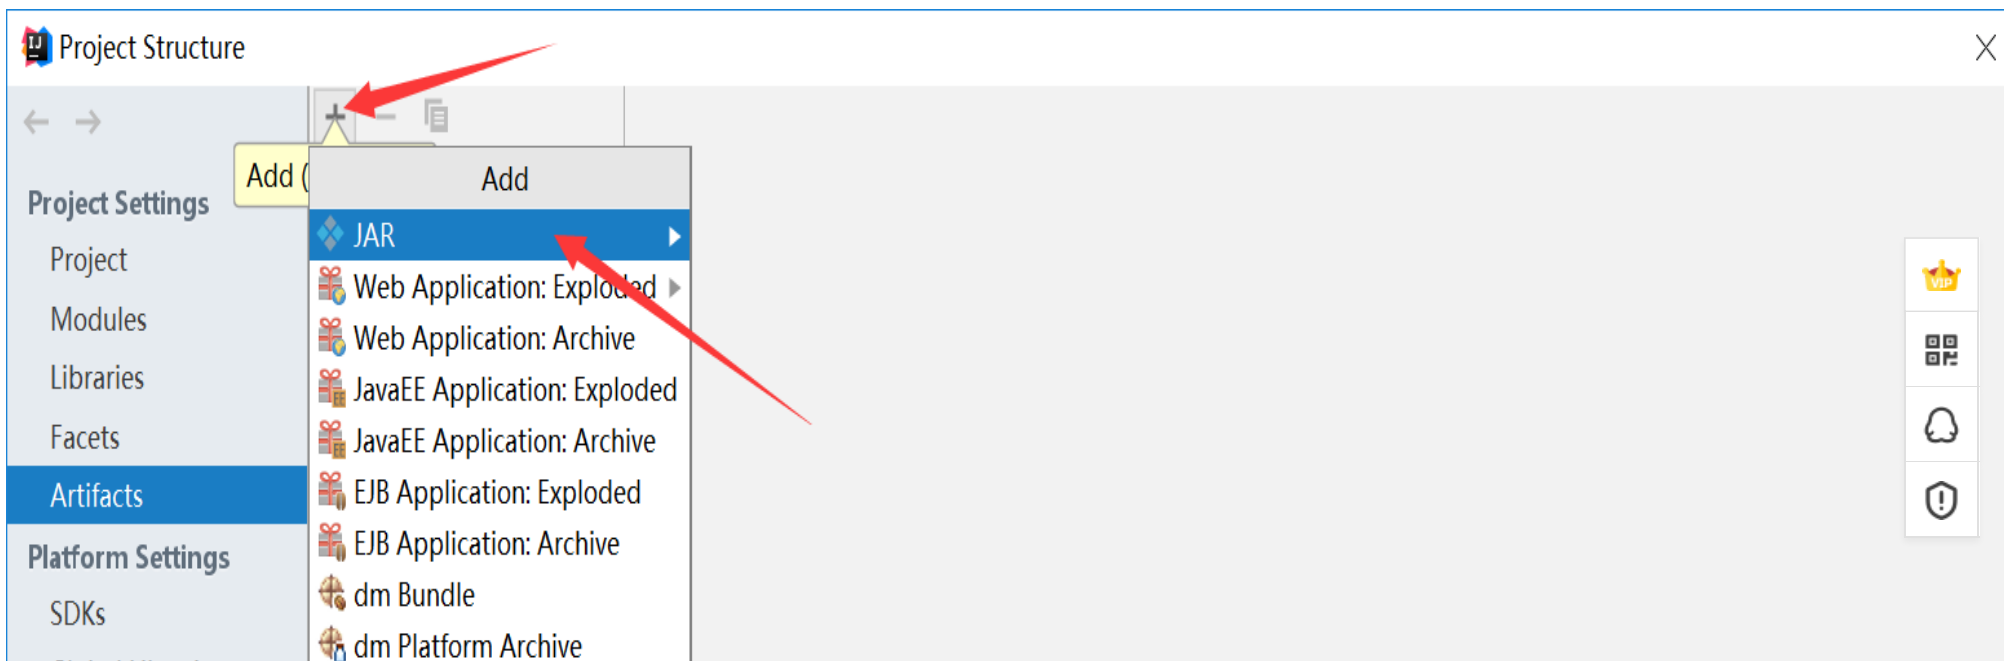 Project Structure
Add (
Add
Project Settings
Project
Modules
Libraries
Facets
Artifacts
Platform Settings
SDKs
JAR
Web Application: Exploded
Web Application: Archive
JavaEE Application: Exploded
JavaEE Application: Archive
EJB Application: Exploded
EJB Application: Archive
dm Bundle
dm Platform Archive
VIP